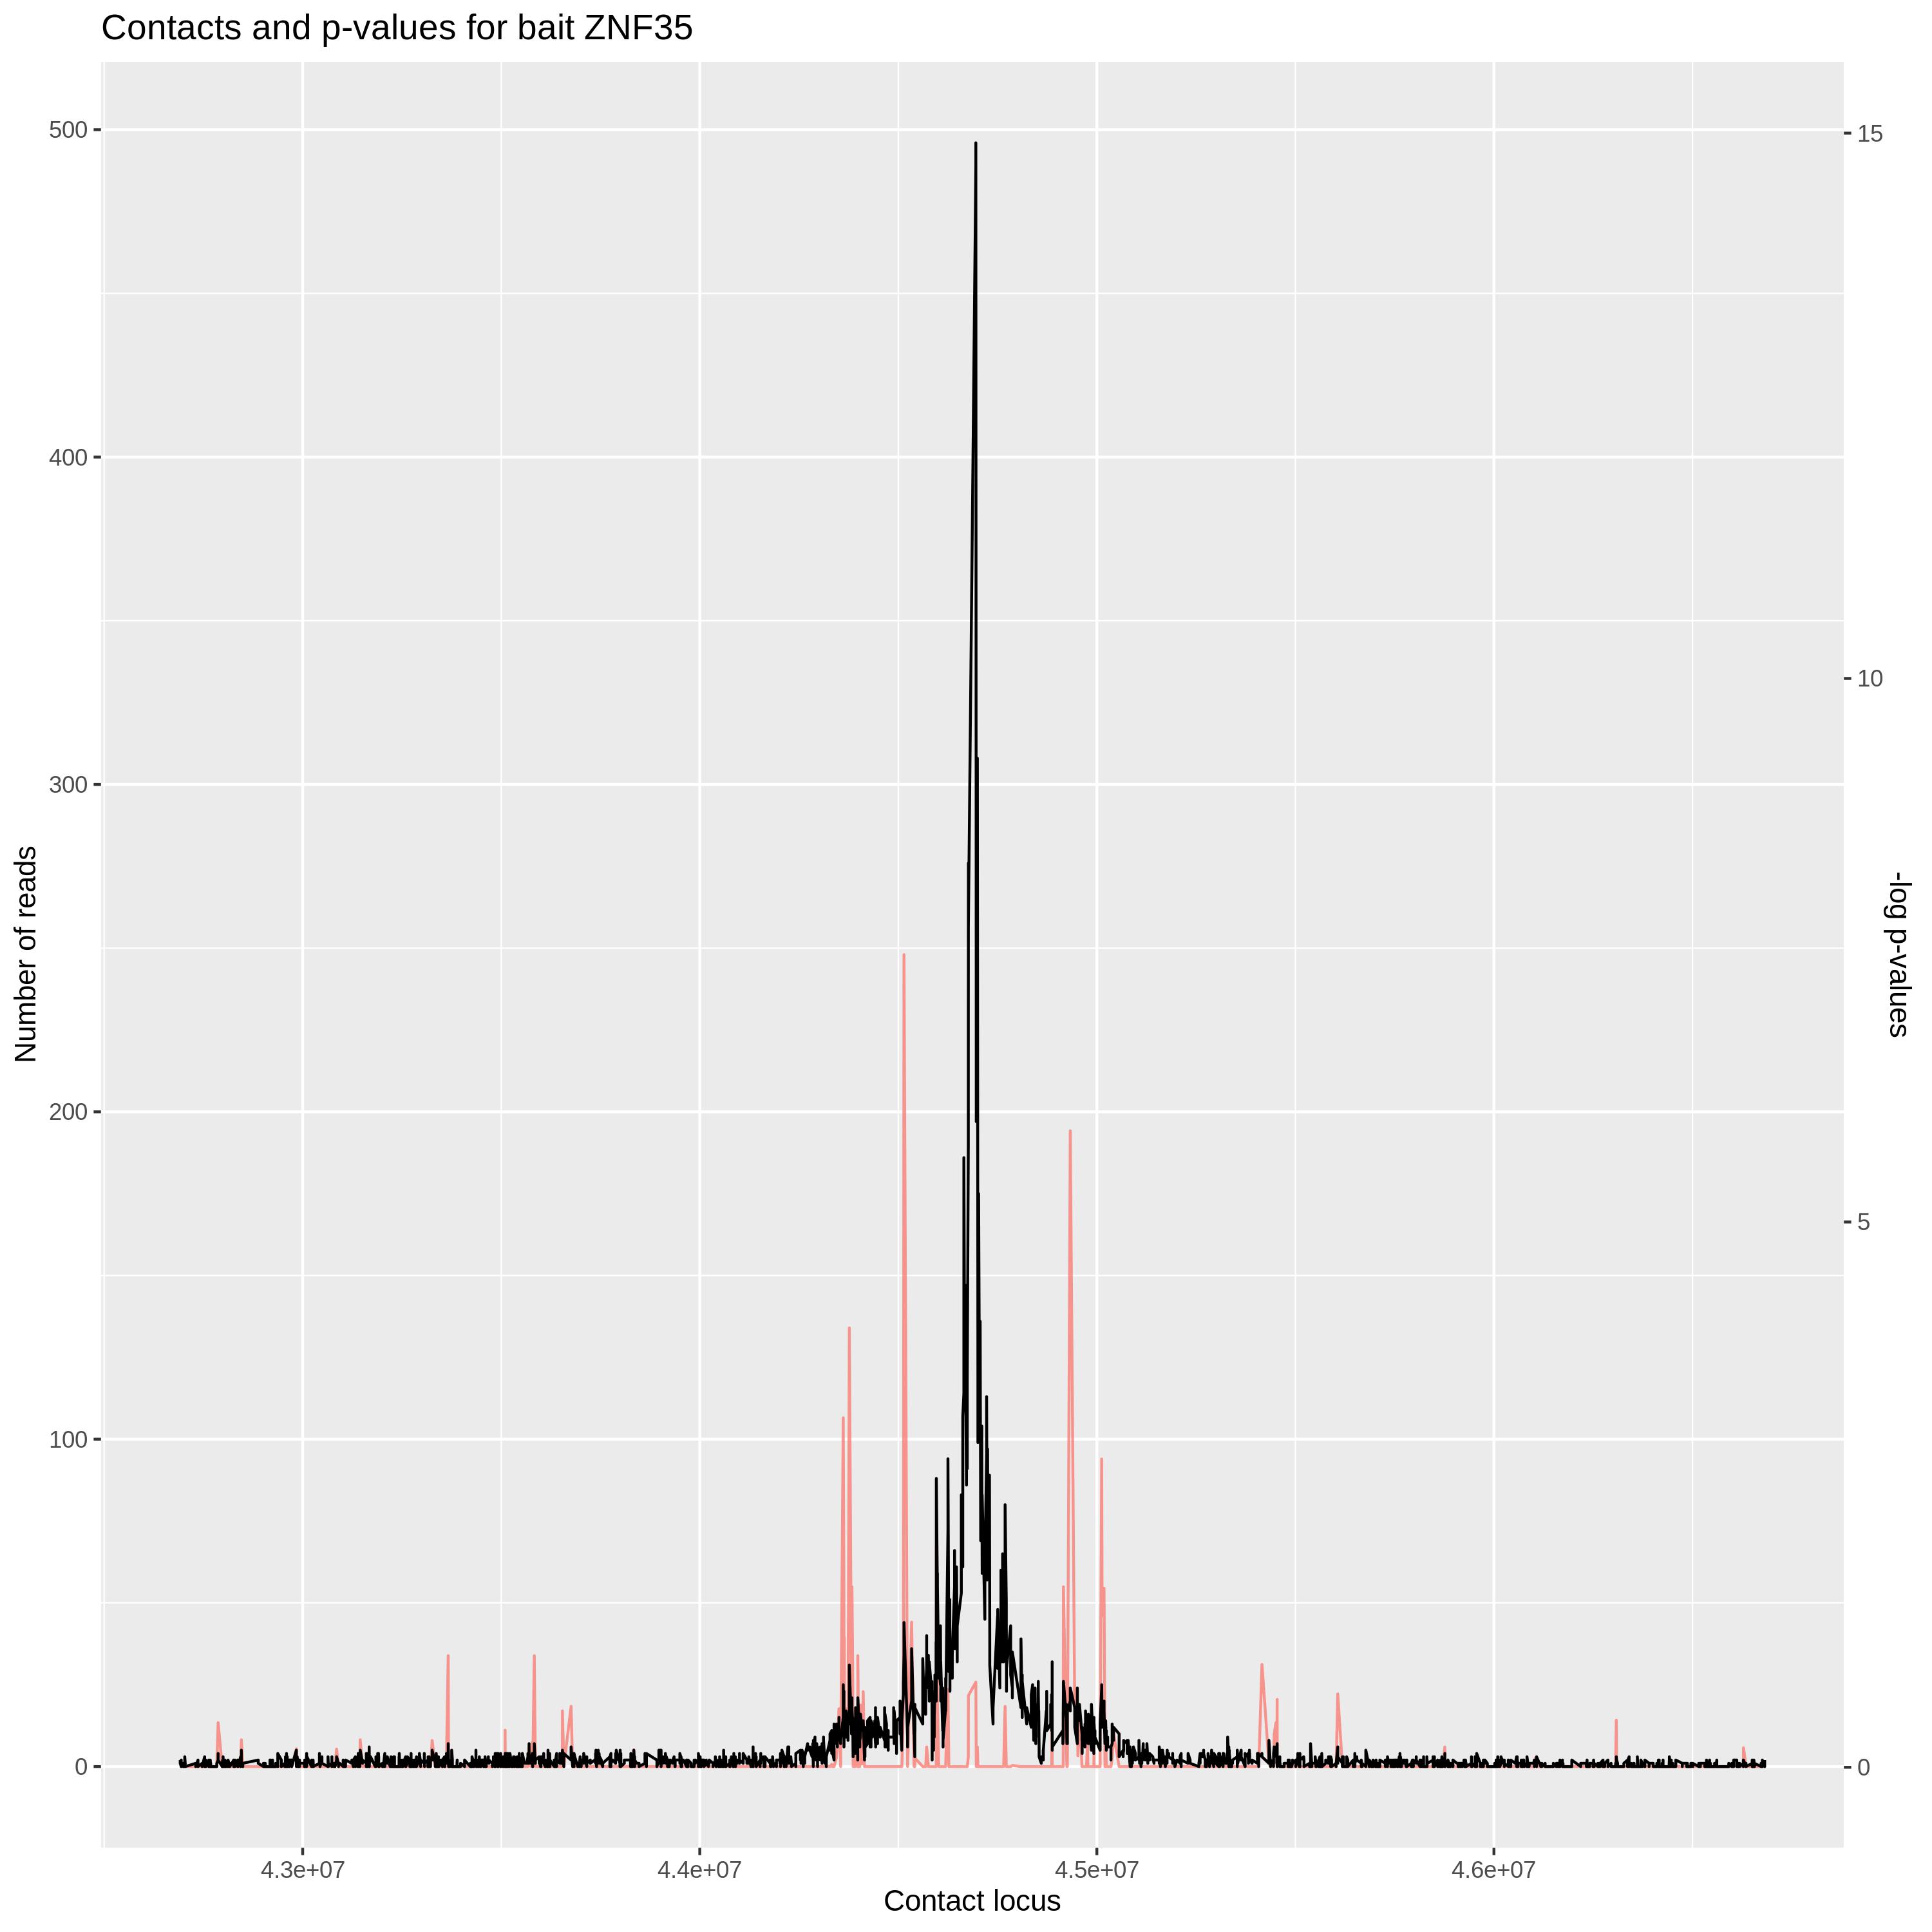 Contacts and p-values for bait ZNF35
500
400
300
200
100
0
Number of reads
15
10
5
0
-log p-values
4.3e+07
4.4e+07
4.5e+07
4.6e+07
Contact locus